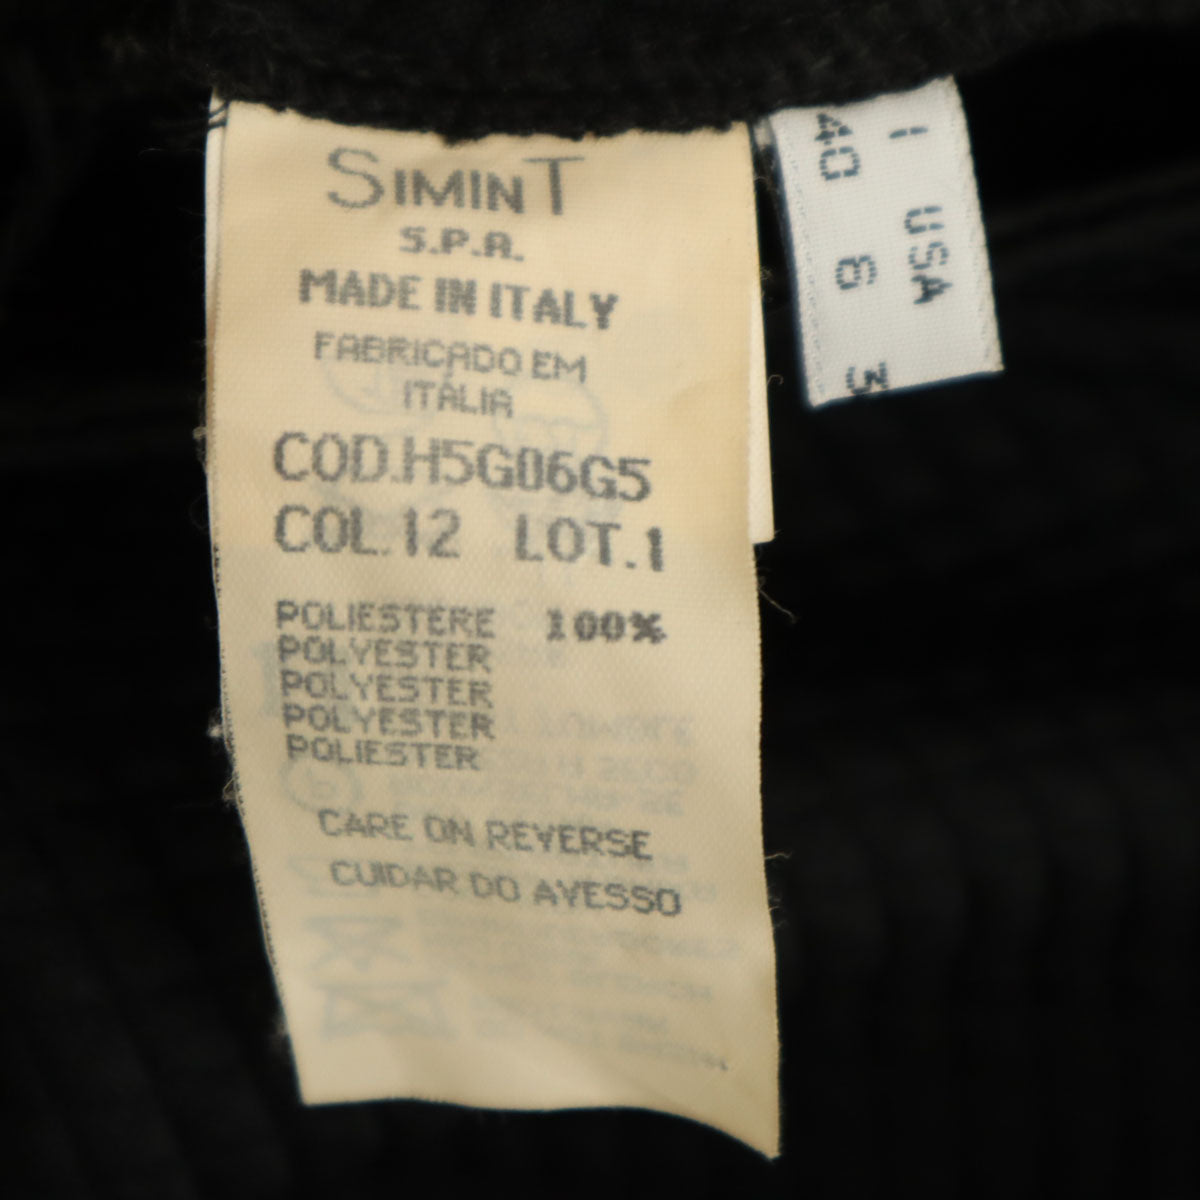 SIMINT
S.P.A.
MADE IN ITALY
FABRICADO EM
ITÁLIA
COD.H5G06G5
COL.12 LOT.1
POLIESTERE 100%
POLYESTER
POLYESTER
POLYESTER
POLIESTER
CARE ON REVERSE
CUIDAR DO AVESSO
I USA
40 6